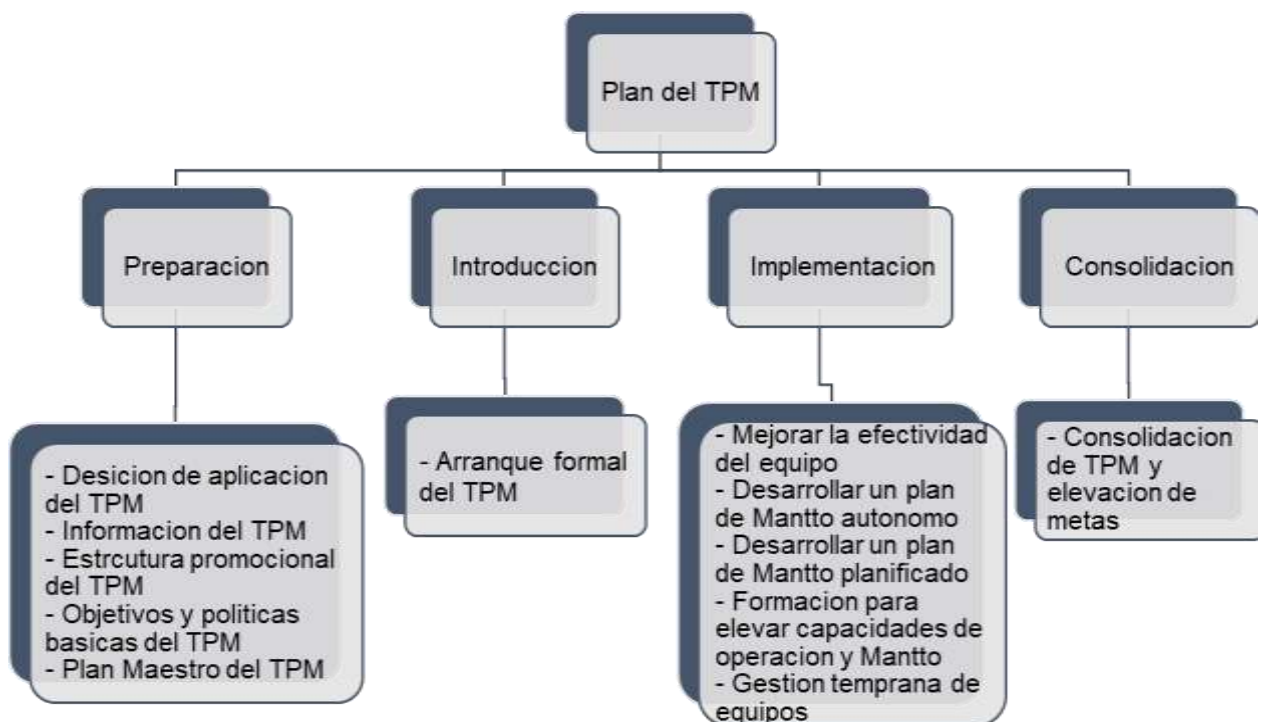 Plan del TPM
Preparacion
Introduccion
Implementacion
Consolidacion
- Desicion de aplicacion
del TPM
- Informacion del TPM
- Estrcutura promocional
del TPM
- Objetivos y politicas
basicas del TPM
- Plan Maestro del TPM
- Arranque formal
del TPM
- Mejorar la efectividad
del equipo
- Desarrollar un plan
de Mantto autonomo
- Desarrollar un plan
de Mantto planificado
- Formacion para
elevar capacidades de
operacion y Mantto
- Gestion temprana de
equipos
- Consolidacion
de TPM y
elevacion de
metas